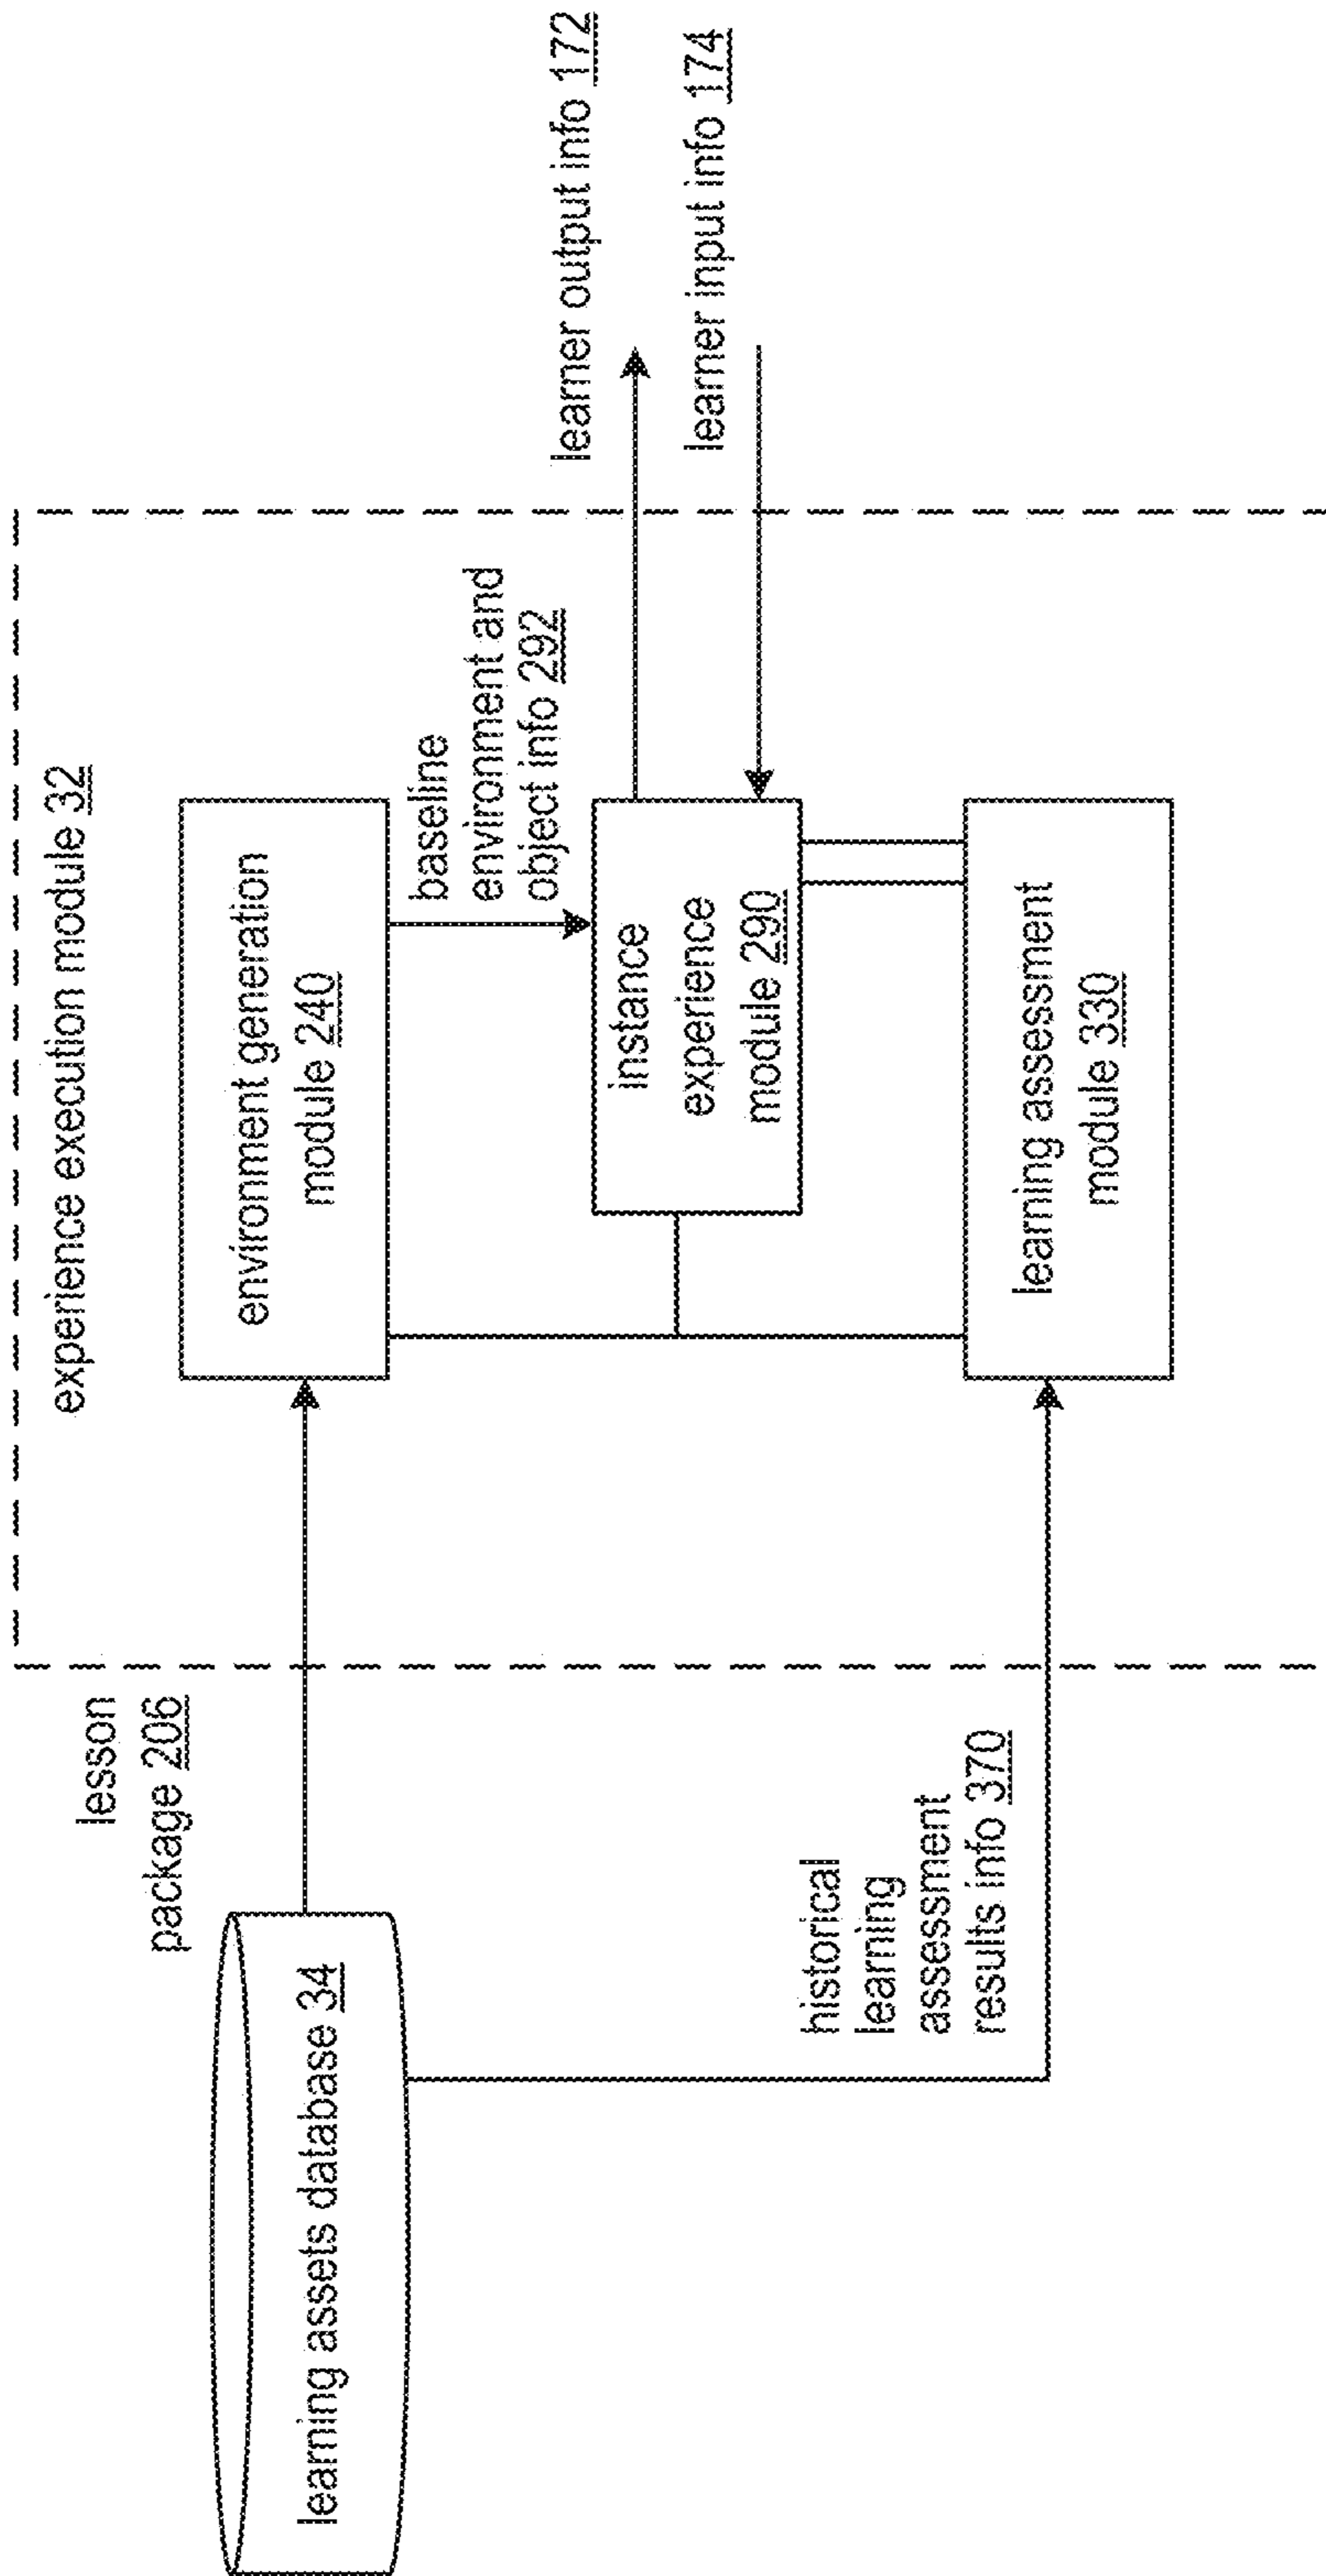 experience execution module 32
lesson
package 206
learning assets database 34
environment generation
module 240
baseline
environment and
object info 292
instance
experience
module 290
learner output info 172
learner input info 174
historical
learning
assessment
results info 370
learning assessment
module 330